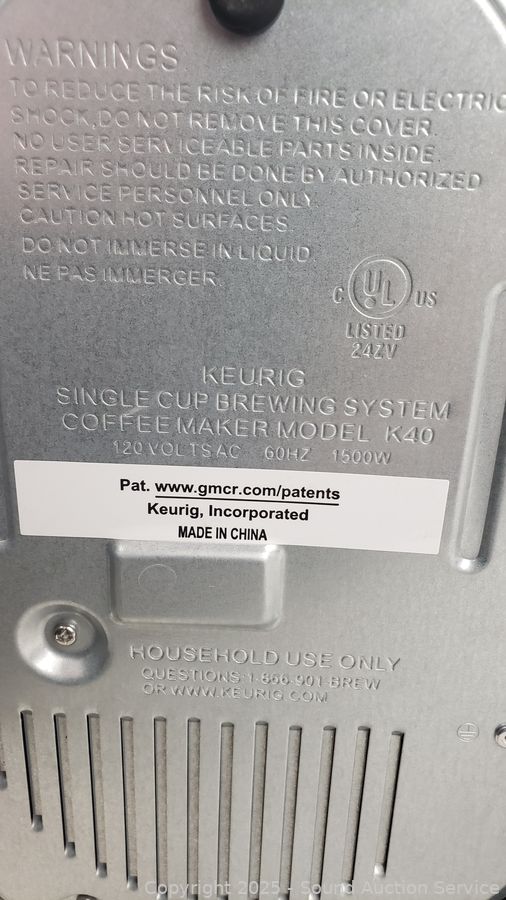 WARNINGS
TO REDUCE THE RISK OF FIRE OR ELECTRIC
SHOCK,DO NOT REMOVE THIS COVER.
NO USER SERVICEABLE PARTS INSIDE
REPAIR SHOULD BE DONE BY AUTHORIZED
SERVICE PERSONNEL ONLY.
CAUTION HOT SURFACES.
DO NOT IMMERSE IN LIQUID
NE PAS IMMERGER
C UL US
LISTED
24ZV
KEURIG
SINGLE CUP BREWING SYSTEM
COFFEE MAKER MODEL K40
120 VOLTS AC 60HZ 1500W
Pat. www.gmcr.com/patents
Keurig, Incorporated
MADE IN CHINA
HOUSEHOLD USE ONLY
QUESTIONS:1-866-901-BREW
OR WWW.KEURIG.COM
Copyright 2025 - Sound Auction Service